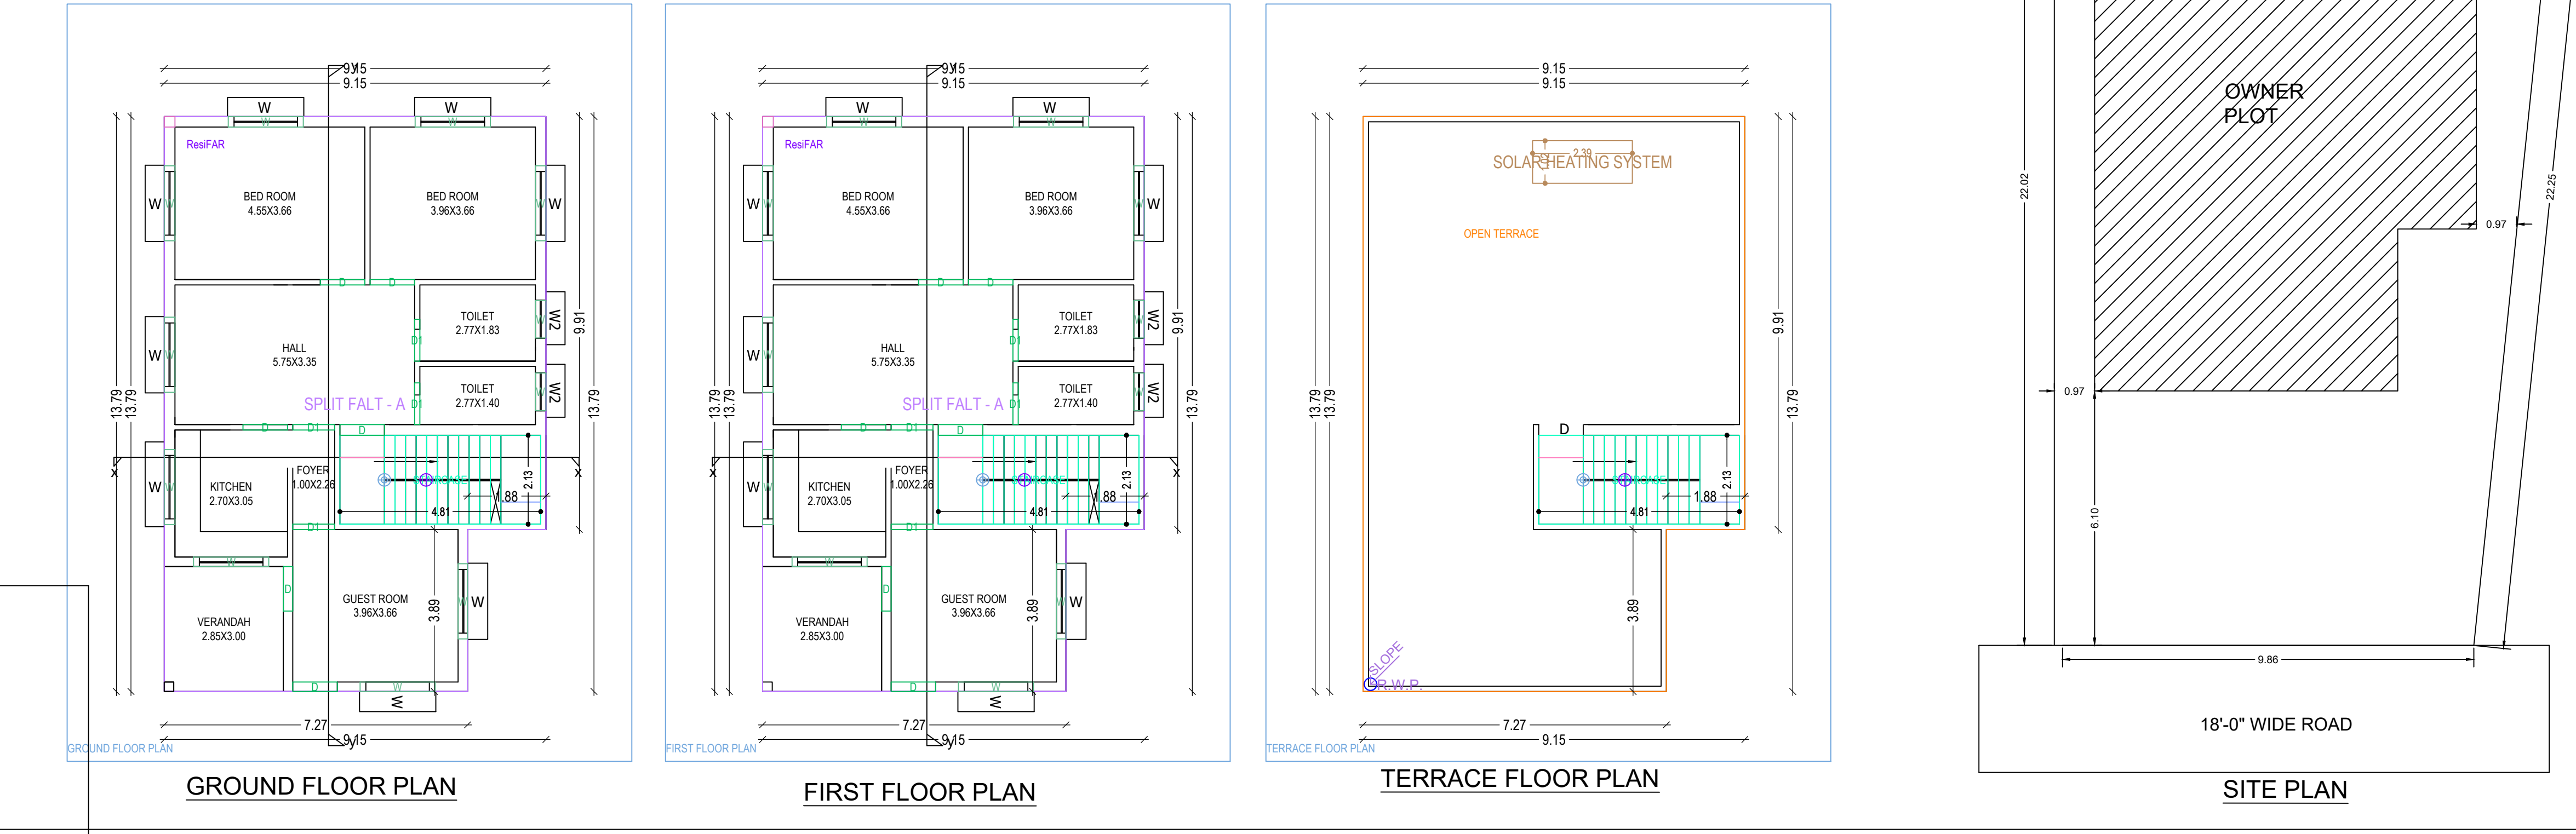 9.15
9.15
y
W
W
W
W
ResiFAR
BED ROOM
4.55X3.66
BED ROOM
3.96X3.66
W
W
W
W
D
D
TOILET
2.77X1.83
W2
W
9.91
HALL
5.75X3.35
W
W
D1
TOILET
2.77X1.40
W2
W
13.79
13.79
13.79
SPLIT FALT - A
D1
D
D1
D
x
x
FOYER
1.00X2.26
KITCHEN
2.70X3.05
W
W
2.13
1.88
4.81
D1
W
D
GUEST ROOM
3.96X3.66
3.89
W
W
VERANDAH
2.85X3.00
D
W
W
7.27
9.15
y
GROUND FLOOR PLAN
GROUND FLOOR PLAN
9.15
9.15
y
W
W
W
W
ResiFAR
BED ROOM
4.55X3.66
BED ROOM
3.96X3.66
W
W
W
W
D
D
TOILET
2.77X1.83
W2
W
9.91
HALL
5.75X3.35
W
W
D1
TOILET
2.77X1.40
W2
W
13.79
13.79
13.79
SPLIT FALT - A
D1
D
D1
D
x
x
FOYER
1.00X2.26
KITCHEN
2.70X3.05
W
W
2.13
1.88
4.81
D1
W
D
GUEST ROOM
3.96X3.66
3.89
W
W
VERANDAH
2.85X3.00
D
W
W
7.27
9.15
y
FIRST FLOOR PLAN
FIRST FLOOR PLAN
9.15
9.15
2.39
SOLAR HEATING SYSTEM
OPEN TERRACE
9.91
13.79
13.79
13.79
D
2.13
1.88
4.81
3.89
SLOPE
R.W.P.
7.27
9.15
TERRACE FLOOR PLAN
TERRACE FLOOR PLAN
OWNER
PLOT
22.02
22.25
0.97
0.97
6.10
9.86
18'-0" WIDE ROAD
SITE PLAN